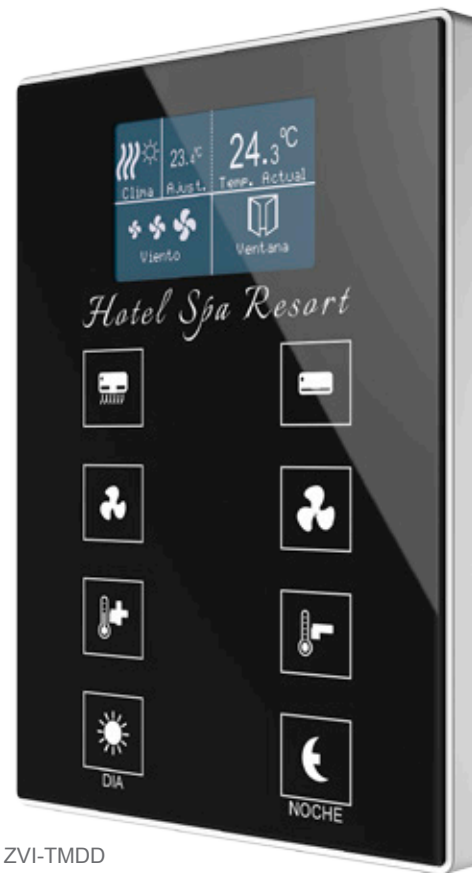 23.4°C 24.3°C
Clima Ajust. Temp. Actual
Viento Ventana
Hotel Spa Resort
DIA NOCHE
ZVI-TMDD